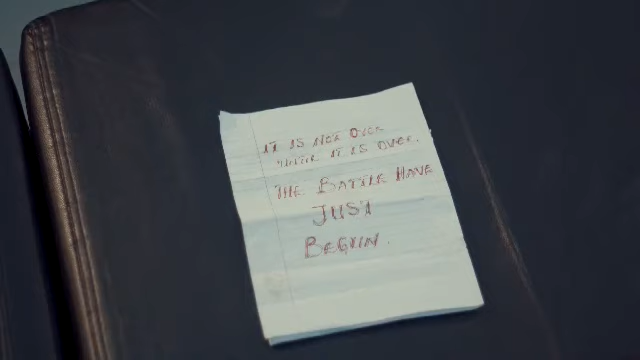 IT IS NOT OVER
UNTIL IT IS OVER.
THE BATTLE HAVE
JUST
BEGUN.